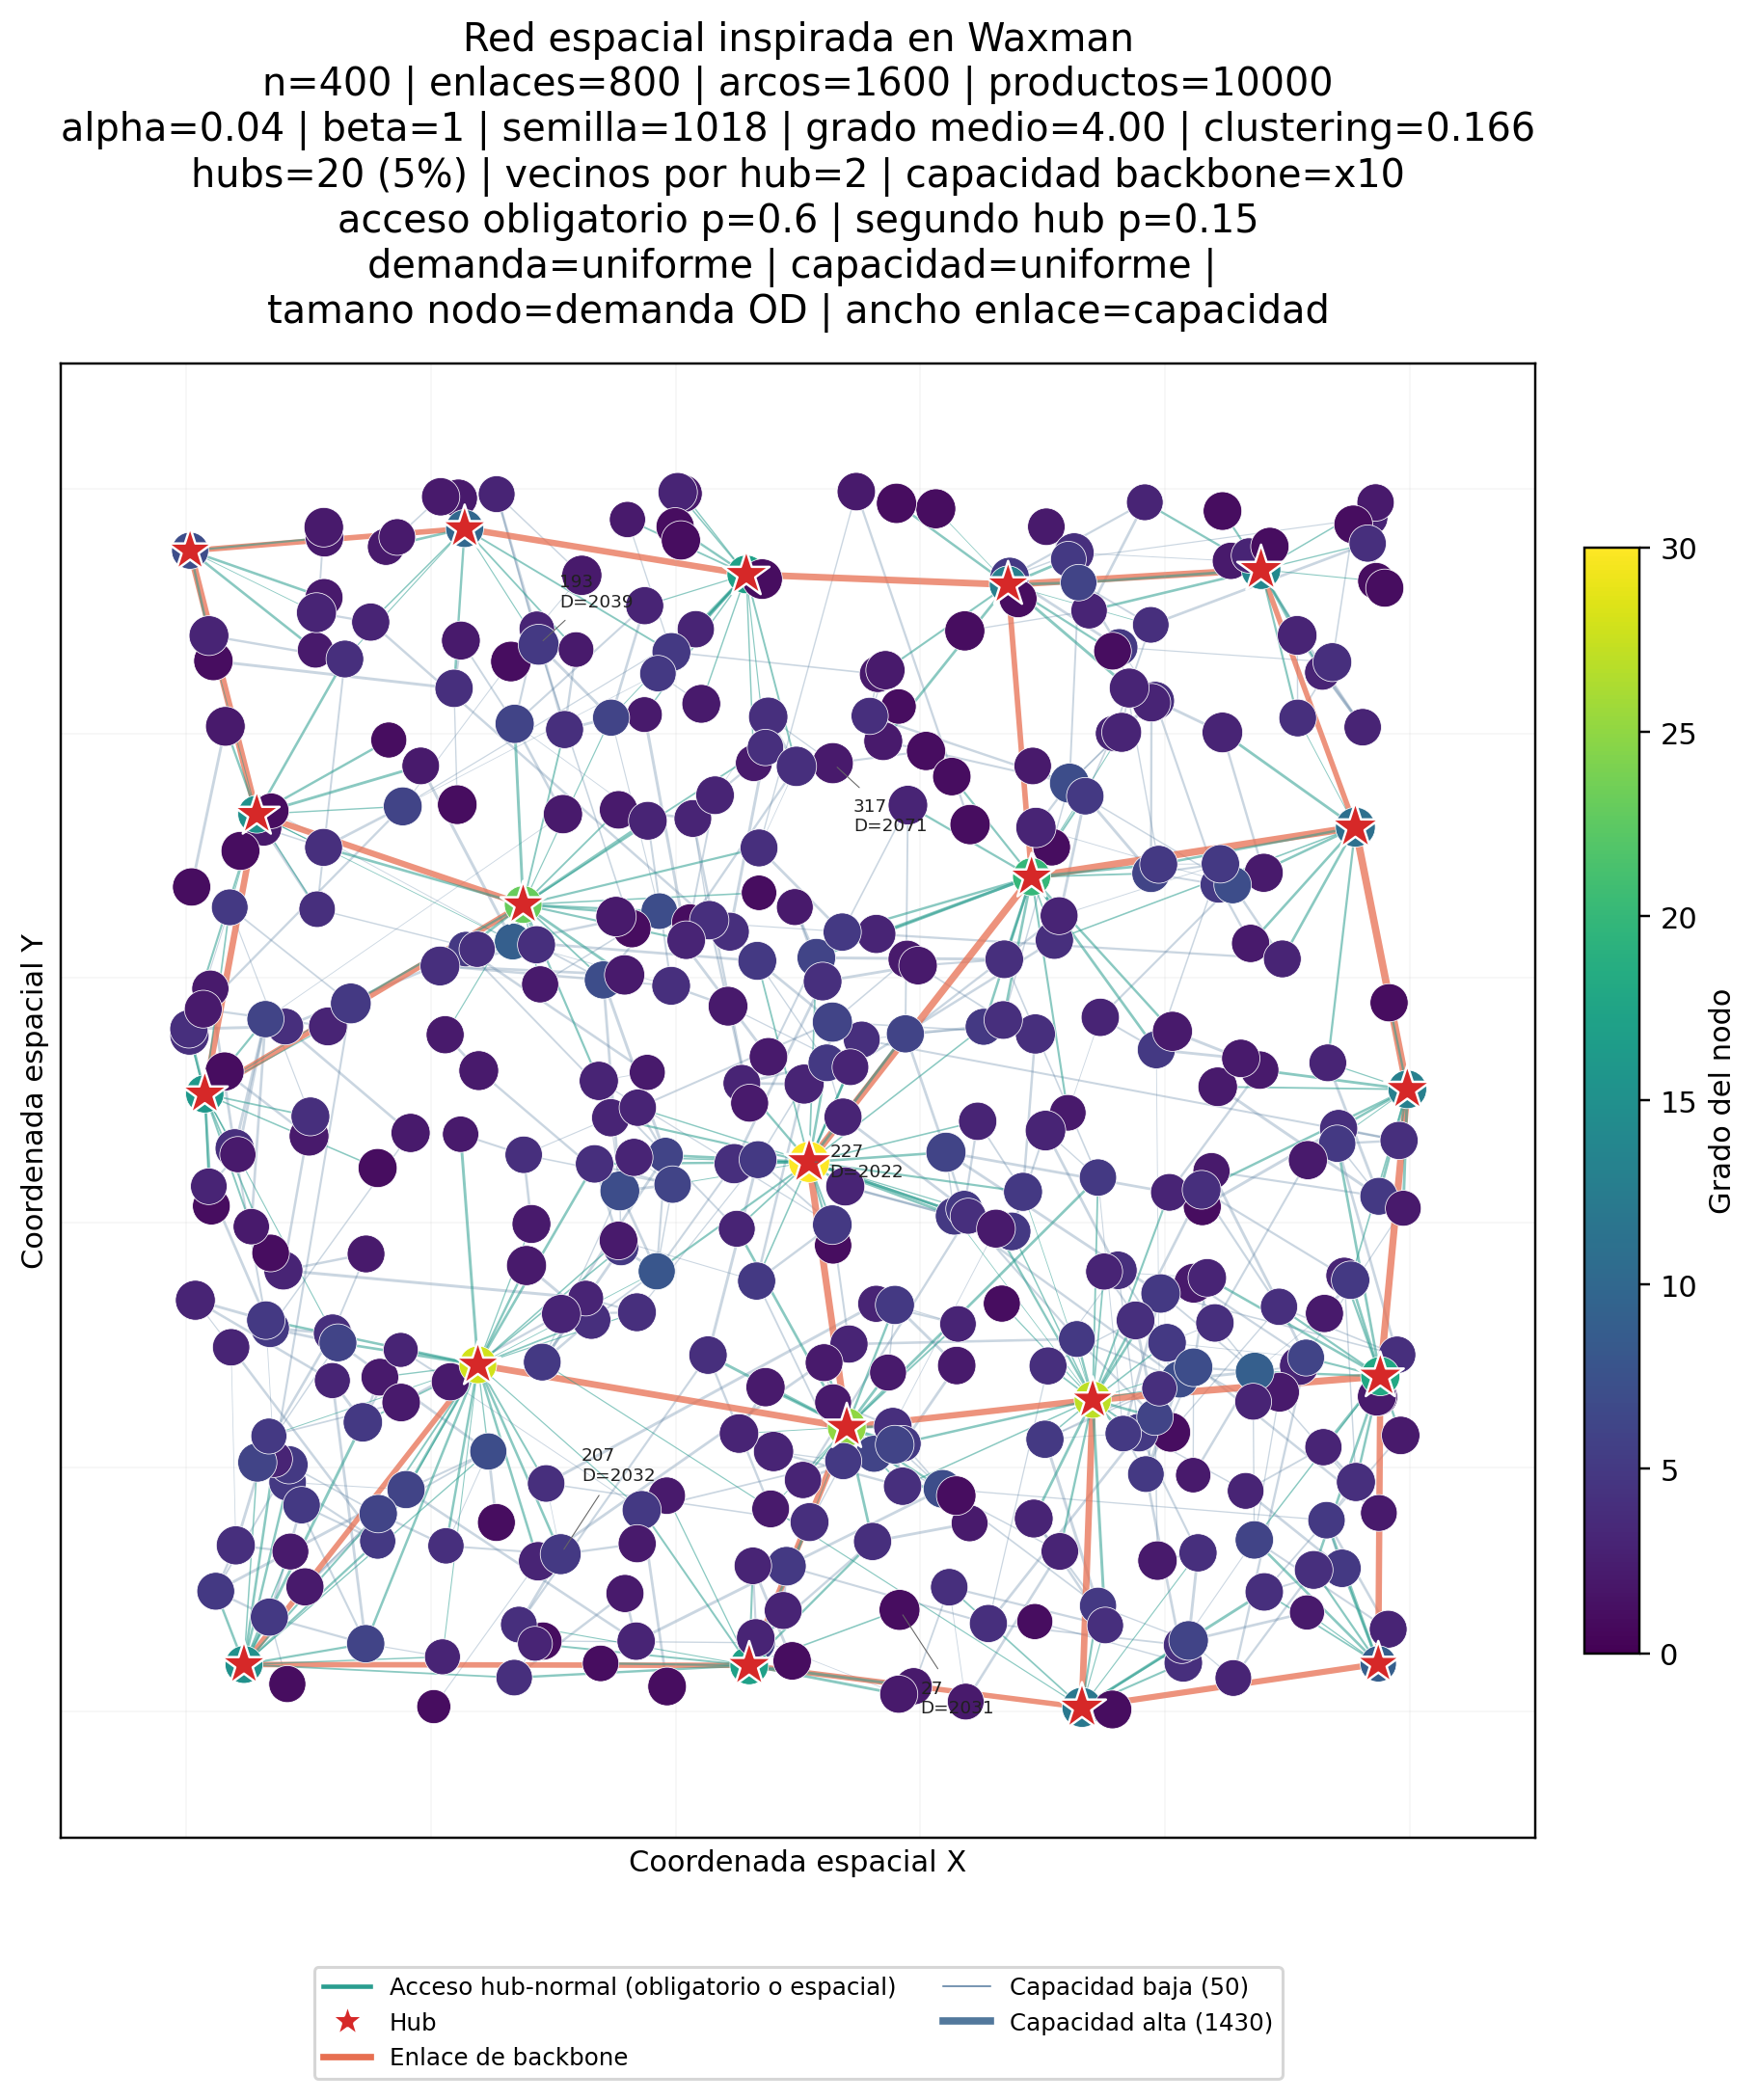 Red espacial inspirada en Waxman
n=400 | enlaces=800 | arcos=1600 | productos=10000
alpha=0.04 | beta=1 | semilla=1018 | grado medio=4.00 | clustering=0.166
hubs=20 (5%) | vecinos por hub=2 | capacidad backbone=x10
acceso obligatorio p=0.6 | segundo hub p=0.15
demanda=uniforme | capacidad=uniforme |
tamano nodo=demanda OD | ancho enlace=capacidad
193
D=2039
317
D=2071
227
D=2022
207
D=2032
27
D=2031
Coordenada espacial Y
Coordenada espacial X
30
25
20
15
10
5
0
Grado del nodo
Acceso hub-normal (obligatorio o espacial)
Hub
Enlace de backbone
Capacidad baja (50)
Capacidad alta (1430)